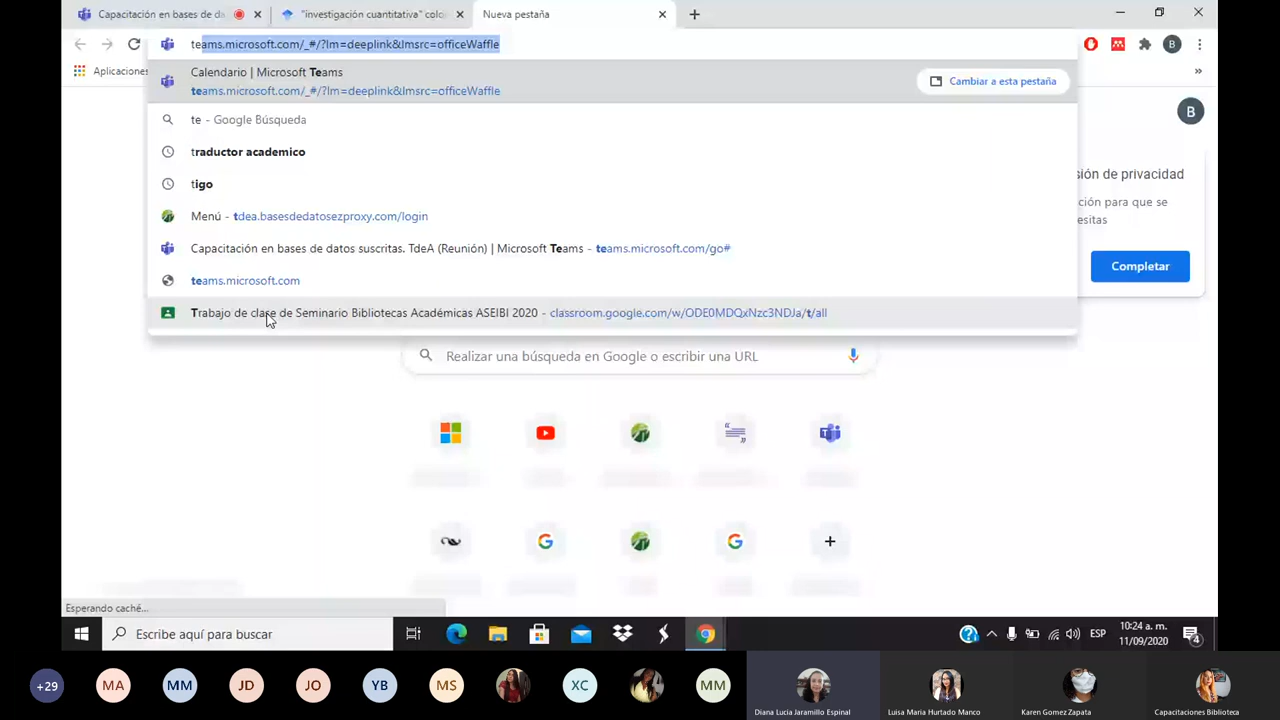 Capacitación en bases de da
"investigación cuantitativa" colo
Nueva pestaña
teams.microsoft.com/_#/?lm=deeplink&lmsrc=officeWaffle
Aplicaciones
»
Calendario | Microsoft Teams
teams.microsoft.com/_#/?lm=deeplink&lmsrc=officeWaffle
Cambiar a esta pestaña
te - Google Búsqueda
traductor academico
tigo
Menú - tdea.basesdedatosezproxy.com/login
Capacitación en bases de datos suscritas. TdeA (Reunión) | Microsoft Teams - teams.microsoft.com/go#
teams.microsoft.com
Trabajo de clase de Seminario Bibliotecas Académicas ASEIBI 2020 - classroom.google.com/w/ODE0MDQxNzc3NDJa/t/all
B
B
sión de privacidad
ción para que se
esitas
Completar
Realizar una búsqueda en Google o escribir una URL
Esperando caché...
Escribe aquí para buscar
ESP
10:24 a. m.
11/09/2020
4
+29
MA
MM
JD
JO
YB
MS
XC
MM
Diana Lucia Jaramillo Espinal
Luisa Maria Hurtado Manco
Karen Gomez Zapata
Capacitaciones Biblioteca